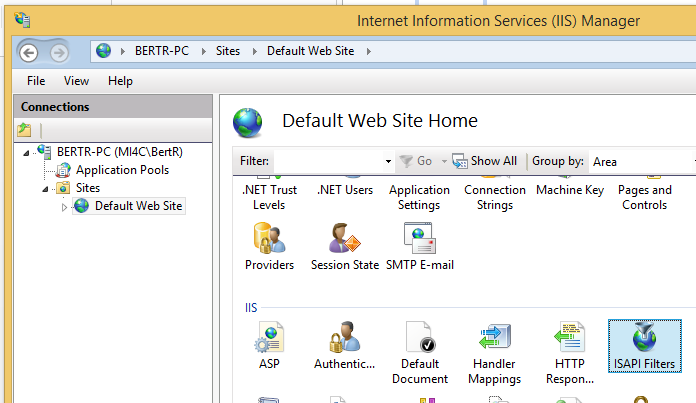 Internet Information Services (IIS) Manager
BERTR-PC Sites Default Web Site
File View Help
Connections
BERTR-PC (MI4C\BertR)
Application Pools
Sites
Default Web Site
Default Web Site Home
Filter: Go Show All Group by: Area
.NET Trust Levels
.NET Users
Application Settings
Connection Strings
Machine Key
Pages and Controls
Providers
Session State
SMTP E-mail
IIS
ASP
Authentic...
Default Document
Handler Mappings
HTTP Respon...
ISAPI Filters